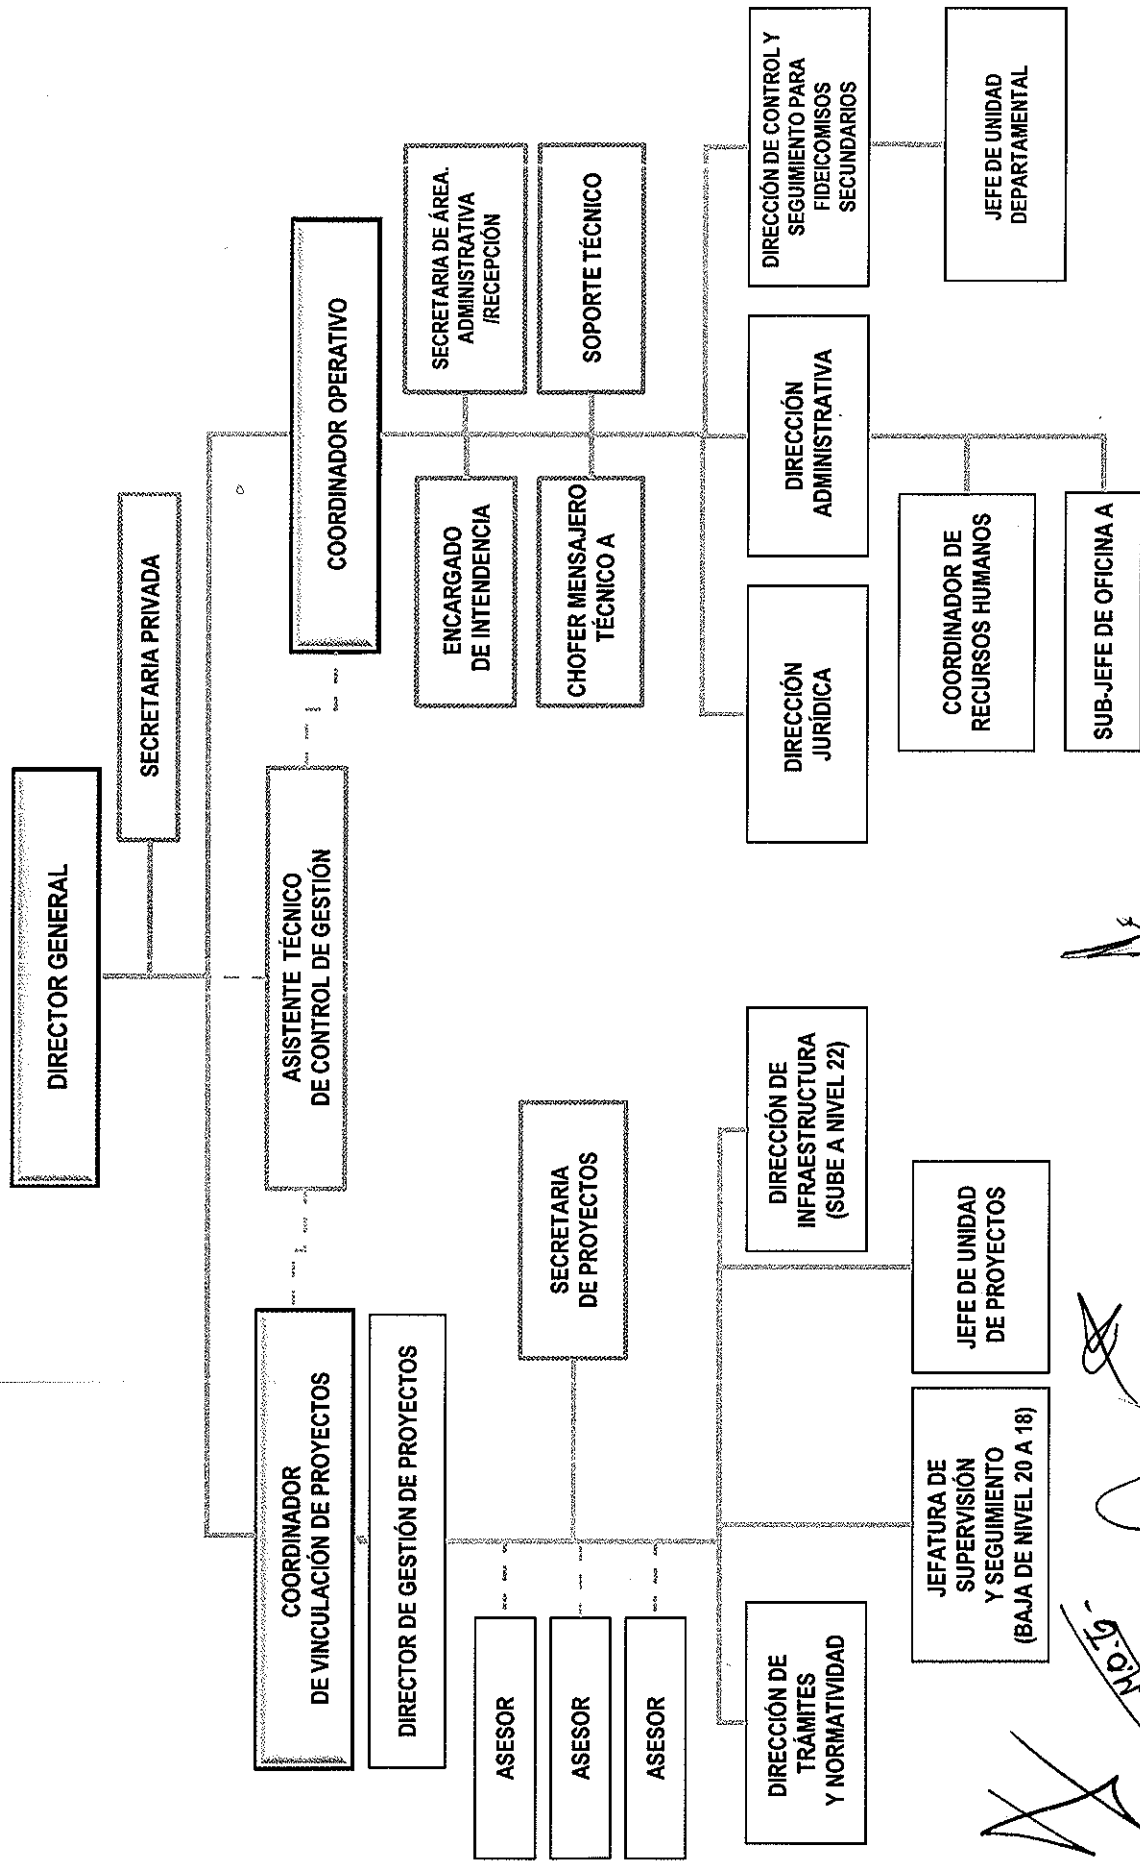 DIRECTOR GENERAL
SECRETARIA PRIVADA
ASISTENTE TÉCNICO
DE CONTROL DE GESTIÓN
COORDINADOR
DE VINCULACIÓN DE PROYECTOS
DIRECTOR DE GESTIÓN DE PROYECTOS
ASESOR
ASESOR
ASESOR
SECRETARIA
DE PROYECTOS
DIRECCIÓN DE
TRÁMITES
Y NORMATIVIDAD
JEFATURA DE
SUPERVISIÓN
Y SEGUIMIENTO
(BAJA DE NIVEL 20 A 18)
JEFE DE UNIDAD
DE PROYECTOS
DIRECCIÓN DE
INFRAESTRUCTURA
(SUBE A NIVEL 22)
COORDINADOR OPERATIVO
ENCARGADO
DE INTENDENCIA
SECRETARIA DE ÁREA.
ADMINISTRATIVA
/RECEPCIÓN
CHOFER MENSAJERO
TÉCNICO A
SOPORTE TÉCNICO
DIRECCIÓN
JURÍDICA
DIRECCIÓN
ADMINISTRATIVA
DIRECCIÓN DE CONTROL Y
SEGUIMIENTO PARA
FIDEICOMISOS
SECUNDARIOS
COORDINADOR DE
RECURSOS HUMANOS
SUB-JEFE DE OFICINA A
JEFE DE UNIDAD
DEPARTAMENTAL